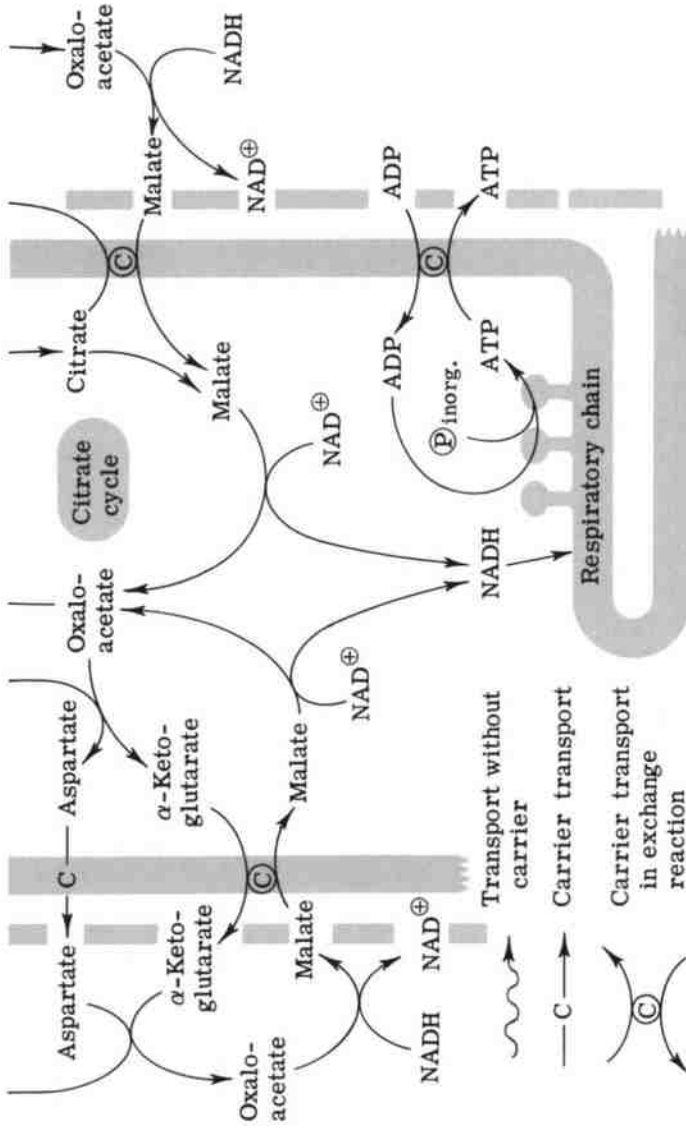 Aspartate
C
Aspartate
α-Keto-
glutarate
α-Keto-
glutarate
Oxalo-
acetate
Malate
C
Malate
NADH
NAD⊕
NAD⊕
Oxalo-
acetate
Citrate
cycle
Citrate
C
Malate
Malate
Oxalo-
acetate
NADH
NAD⊕
NAD⊕
NADH
ADP
C
ADP
P inorg.
ATP
ATP
Respiratory chain
Transport without
carrier
C
Carrier transport
C
Carrier transport
in exchange
reaction